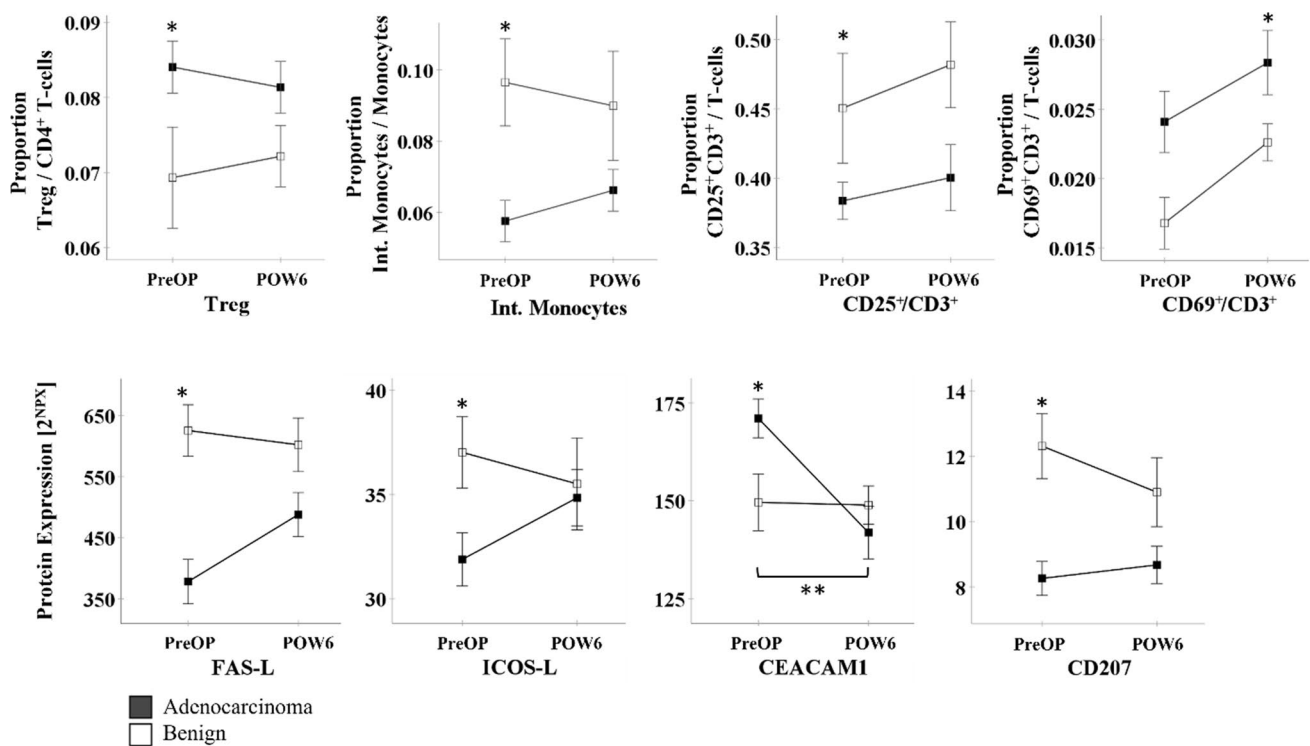 Proportion
Treg / CD4⁺ T-cells
0.09
0.08
0.07
0.06
*
PreOP
POW6
Treg
Proportion
Int. Monocytes / Monocytes
0.10
0.08
0.06
*
PreOP
POW6
Int. Monocytes
Proportion
CD25⁺CD3⁺ / T-cells
0.50
0.45
0.40
0.35
*
PreOP
POW6
CD25⁺/CD3⁺
Proportion
CD69⁺CD3⁺ / T-cells
0.030
0.025
0.020
0.015
*
PreOP
POW6
CD69⁺/CD3⁺
Protein Expression [2ᴺᴾˣ]
650
550
450
350
*
PreOP
POW6
FAS-L
40
35
30
*
PreOP
POW6
ICOS-L
175
150
125
*
**
PreOP
POW6
CEACAM1
14
12
10
8
*
PreOP
POW6
CD207
Adenocarcinoma
Benign